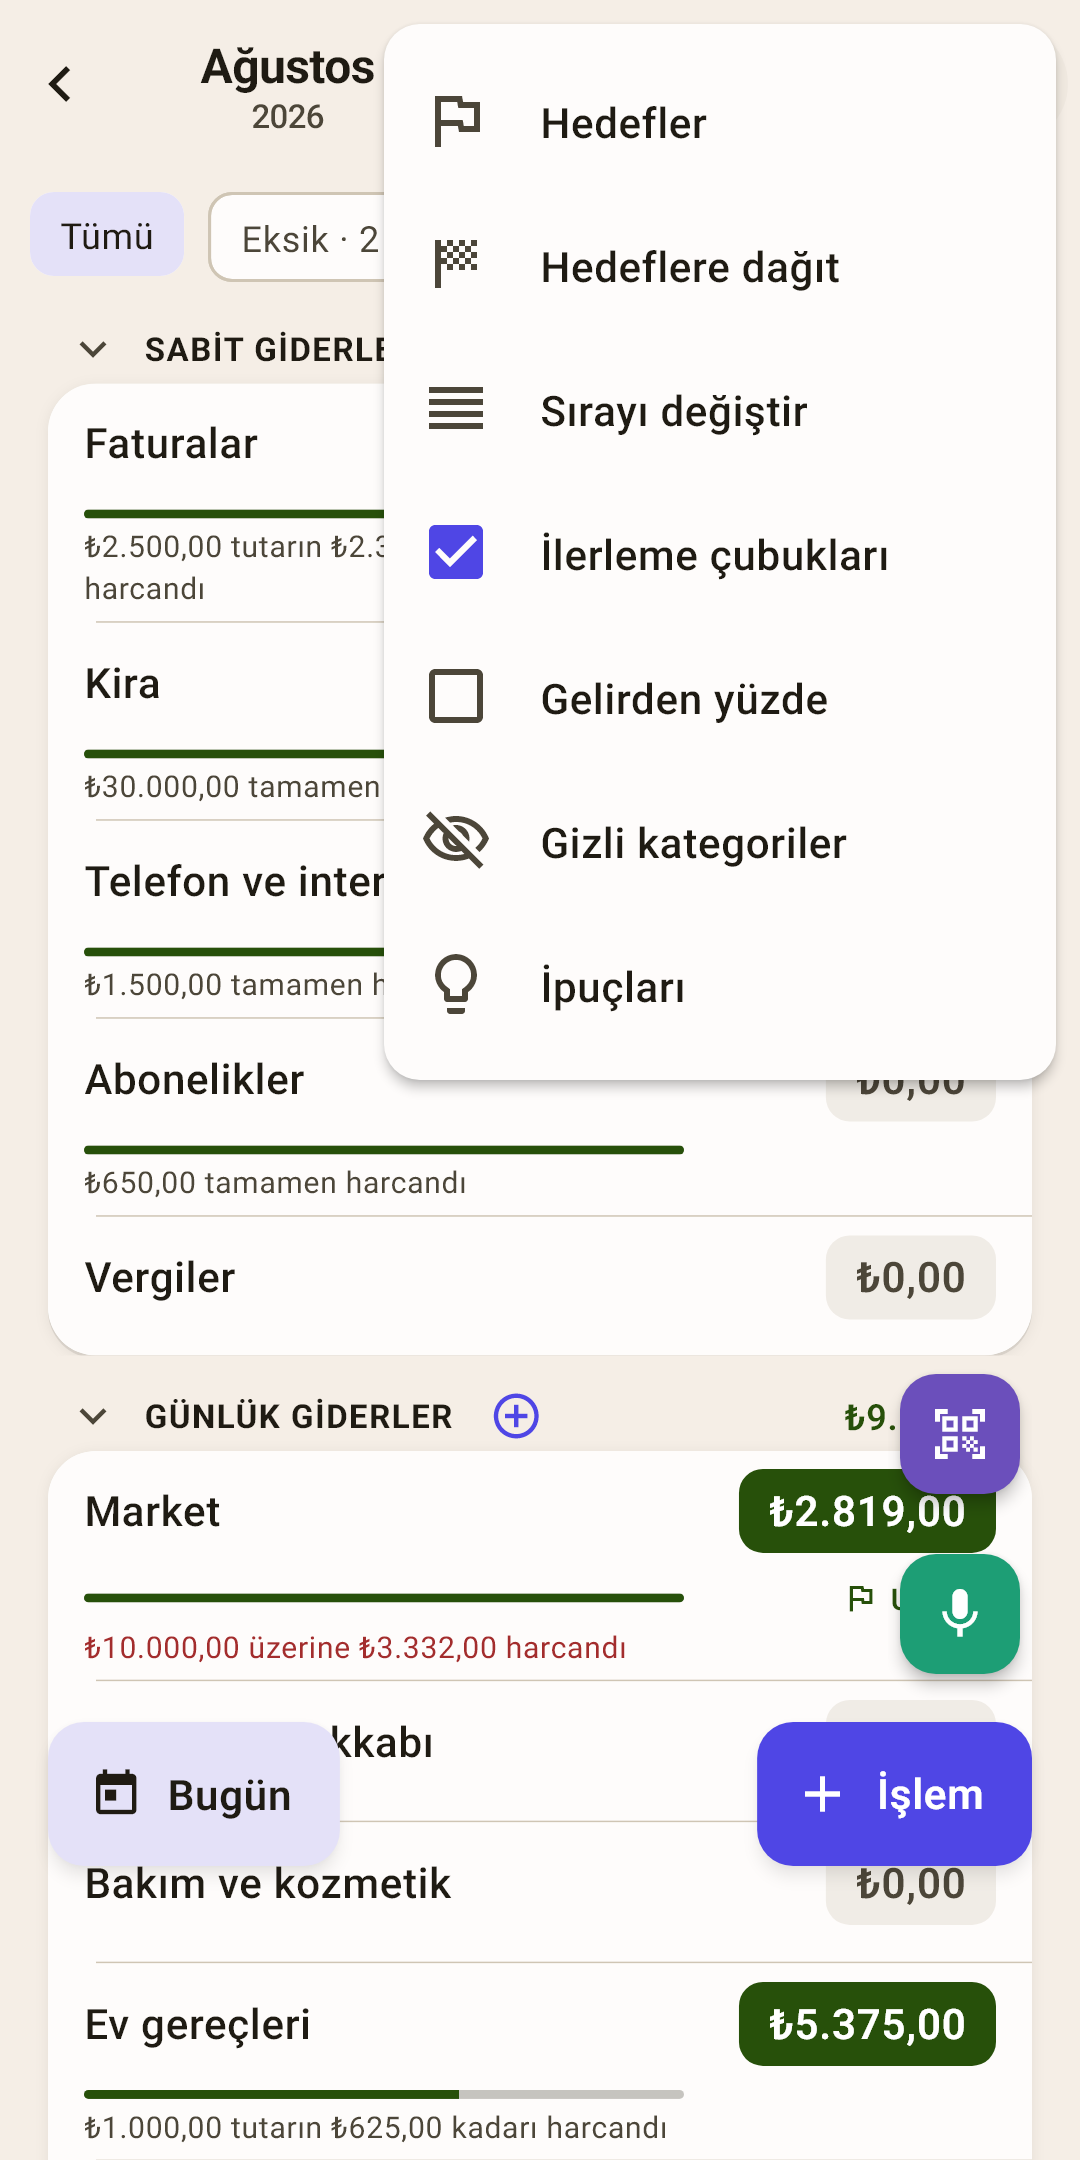 Ağustos
2026
Tümü
Eksik · 2
Hedefler
Hedeflere dağıt
Sırayı değiştir
İlerleme çubukları
Gelirden yüzde
Gizli kategoriler
İpuçları
SABİT GİDERLE
Faturalar
₺2.500,00 tutarın ₺2.3
harcandı
Kira
₺30.000,00 tamamen
Telefon ve inter
₺1.500,00 tamamen h
Abonelikler
₺0,00
₺650,00 tamamen harcandı
Vergiler
₺0,00
GÜNLÜK GİDERLER
₺9.
Market
₺2.819,00
₺10.000,00 üzerine ₺3.332,00 harcandı
kkabı
Bugün
İşlem
Bakım ve kozmetik
₺0,00
Ev gereçleri
₺5.375,00
₺1.000,00 tutarın ₺625,00 kadarı harcandı